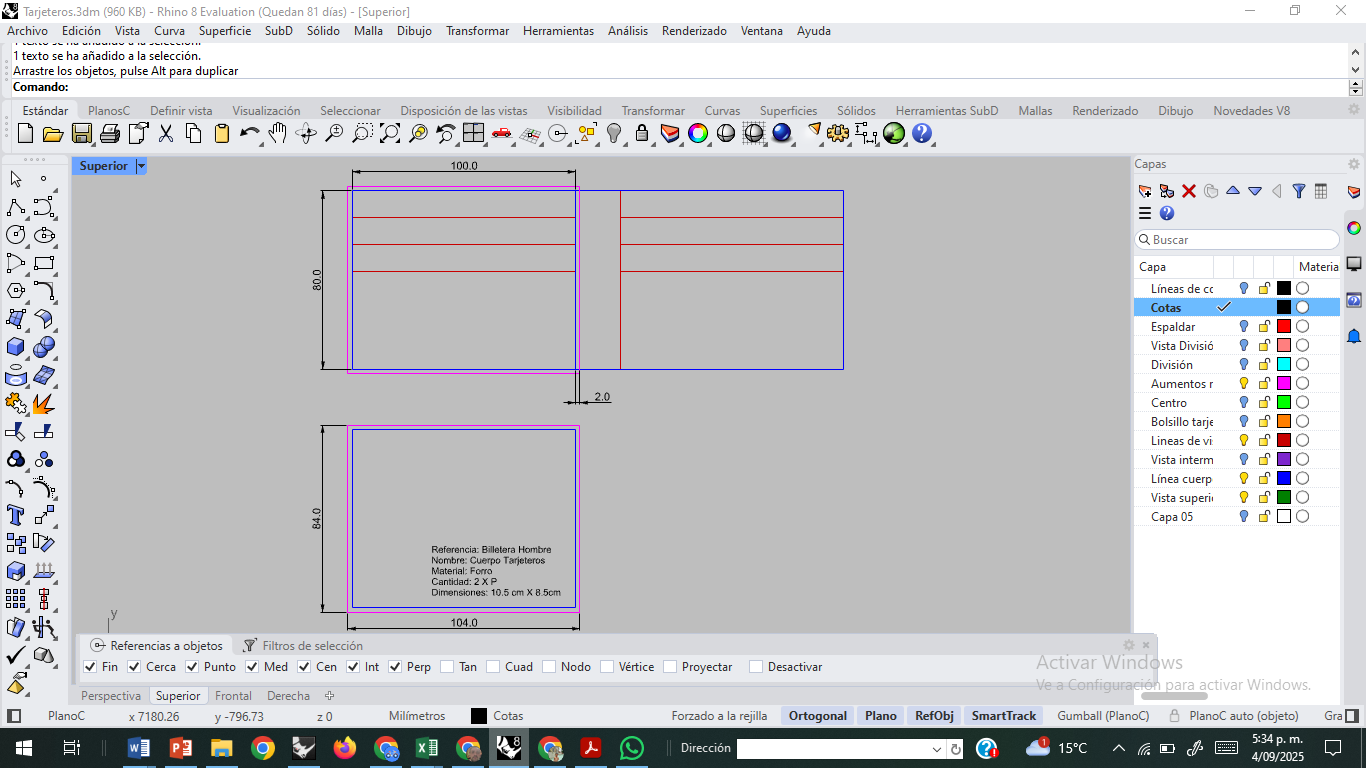 Tarjeteros.3dm (960 KB) - Rhino 8 Evaluation (Quedan 81 días) - [Superior]
Archivo Edición Vista Curva Superficie SubD Sólido Malla Dibujo Transformar Herramientas Análisis Renderizado Ventana Ayuda
1 texto se ha añadido a la selección.
1 texto se ha añadido a la selección.
Arrastre los objetos, pulse Alt para duplicar
Comando:
Estándar PlanosC Definir vista Visualización Seleccionar Disposición de las vistas Visibilidad Transformar Curvas Superficies Sólidos Herramientas SubD Mallas Renderizado Dibujo Novedades V8
Superior
100.0
80.0
2.0
84.0
Referencia: Billetera Hombre
Nombre: Cuerpo Tarjeteros
Material: Forro
Cantidad: 2 X P
Dimensiones: 10.5 cm X 8.5cm
104.0
y
Capas
Buscar
Capa Materia
Líneas de co
Cotas
Espaldar
Vista Divisió
División
Aumentos r
Centro
Bolsillo tarje
Lineas de vi
Vista interm
Línea cuerp
Vista superi
Capa 05
Referencias a objetos Filtros de selección
Fin Cerca Punto Med Cen Int Perp Tan Cuad Nodo Vértice Proyectar Desactivar
Activar Windows
Ve a Configuración para activar Windows.
Perspectiva Superior Frontal Derecha
PlanoC x 7180.26 y -796.73 z 0 Milímetros Cotas Forzado a la rejilla Ortogonal Plano RefObj SmartTrack Gumball (PlanoC) PlanoC auto (objeto) Gra
Dirección 15°C 5:34 p. m.
4/09/2025